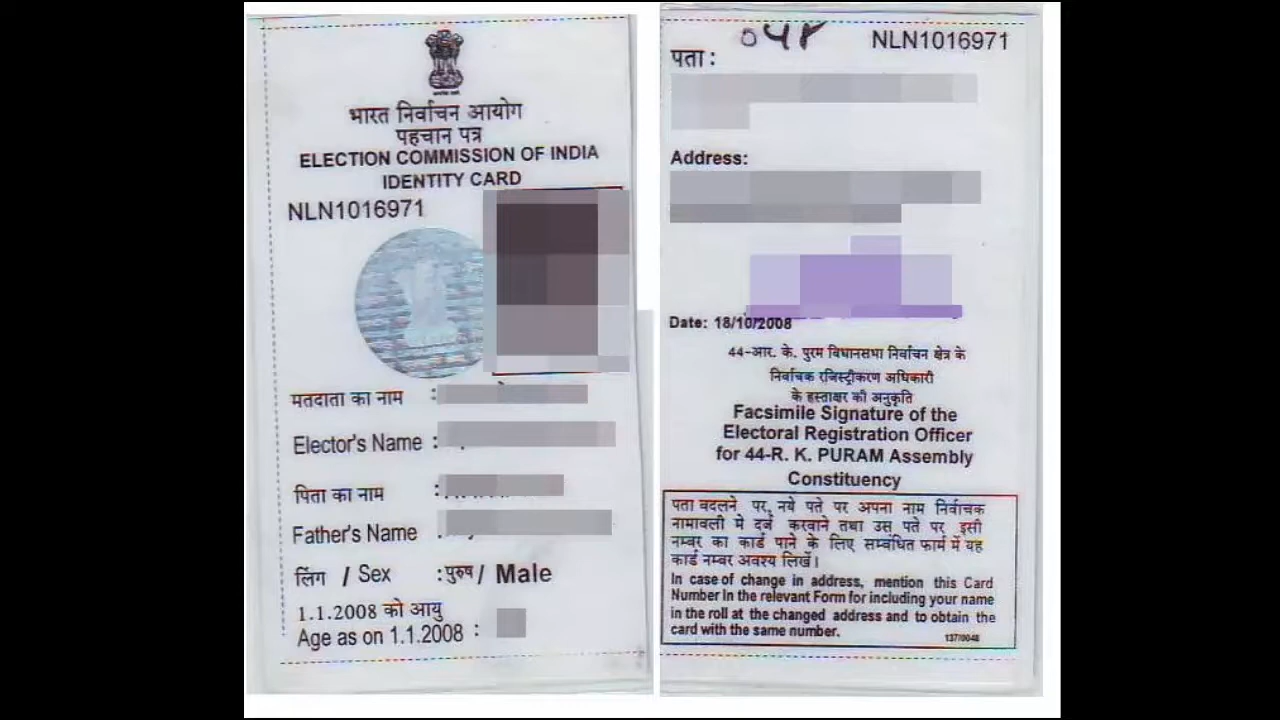 भारत निर्वाचन आयोग
पहचान पत्र
ELECTION COMMISSION OF INDIA
IDENTITY CARD
NLN1016971
मतदाता का नाम :
Elector's Name :
पिता का नाम :
Father's Name :
लिंग / Sex : पुरुष / Male
1.1.2008 को आयु
Age as on 1.1.2008 :
NLN1016971
पता :
Address:
Date: 18/10/2008
44-आर. के. पुरम विधानसभा निर्वाचन क्षेत्र के
निर्वाचक रजिस्ट्रीकरण अधिकारी
के हस्ताक्षर की अनुकृति
Facsimile Signature of the
Electoral Registration Officer
for 44-R. K. PURAM Assembly
Constituency
पता बदलने पर, नये पते पर अपना नाम निर्वाचक
नामावली मे दर्ज करवाने तथा उस पते पर इसी
नम्बर का कार्ड पाने के लिए सम्बंधित फार्म में यह
कार्ड नम्बर अवश्य लिखें।
In case of change in address, mention this Card
Number In the relevant Form for including your name
in the roll at the changed address and to obtain the
card with the same number.
137/0048